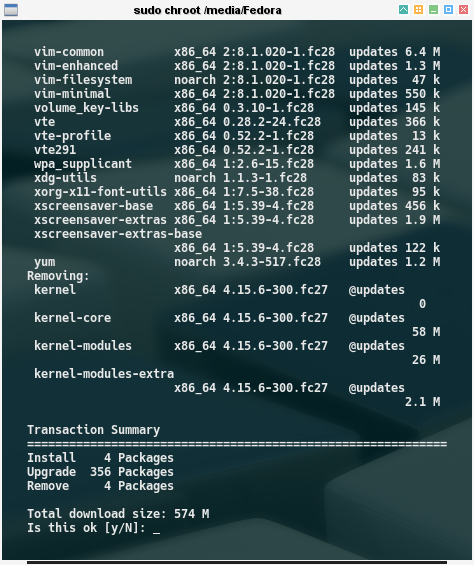 sudo chroot /media/Fedora
vim-common x86_64 2:8.1.020-1.fc28 updates 6.4 M
vim-enhanced x86_64 2:8.1.020-1.fc28 updates 1.3 M
vim-filesystem noarch 2:8.1.020-1.fc28 updates 47 k
vim-minimal x86_64 2:8.1.020-1.fc28 updates 550 k
volume_key-libs x86_64 0.3.10-1.fc28 updates 145 k
vte x86_64 0.28.2-24.fc28 updates 366 k
vte-profile x86_64 0.52.2-1.fc28 updates 13 k
vte291 x86_64 0.52.2-1.fc28 updates 241 k
wpa_supplicant x86_64 1:2.6-15.fc28 updates 1.6 M
xdg-utils noarch 1.1.3-1.fc28 updates 83 k
xorg-x11-font-utils x86_64 1:7.5-38.fc28 updates 95 k
xscreensaver-base x86_64 1:5.39-4.fc28 updates 456 k
xscreensaver-extras x86_64 1:5.39-4.fc28 updates 1.9 M
xscreensaver-extras-base
x86_64 1:5.39-4.fc28 updates 122 k
yum noarch 3.4.3-517.fc28 updates 1.2 M
Removing:
kernel x86_64 4.15.6-300.fc27 @updates
0
kernel-core x86_64 4.15.6-300.fc27 @updates
58 M
kernel-modules x86_64 4.15.6-300.fc27 @updates
26 M
kernel-modules-extra
x86_64 4.15.6-300.fc27 @updates
2.1 M
Transaction Summary
============================================================
Install 4 Packages
Upgrade 356 Packages
Remove 4 Packages
Total download size: 574 M
Is this ok [y/N]: _